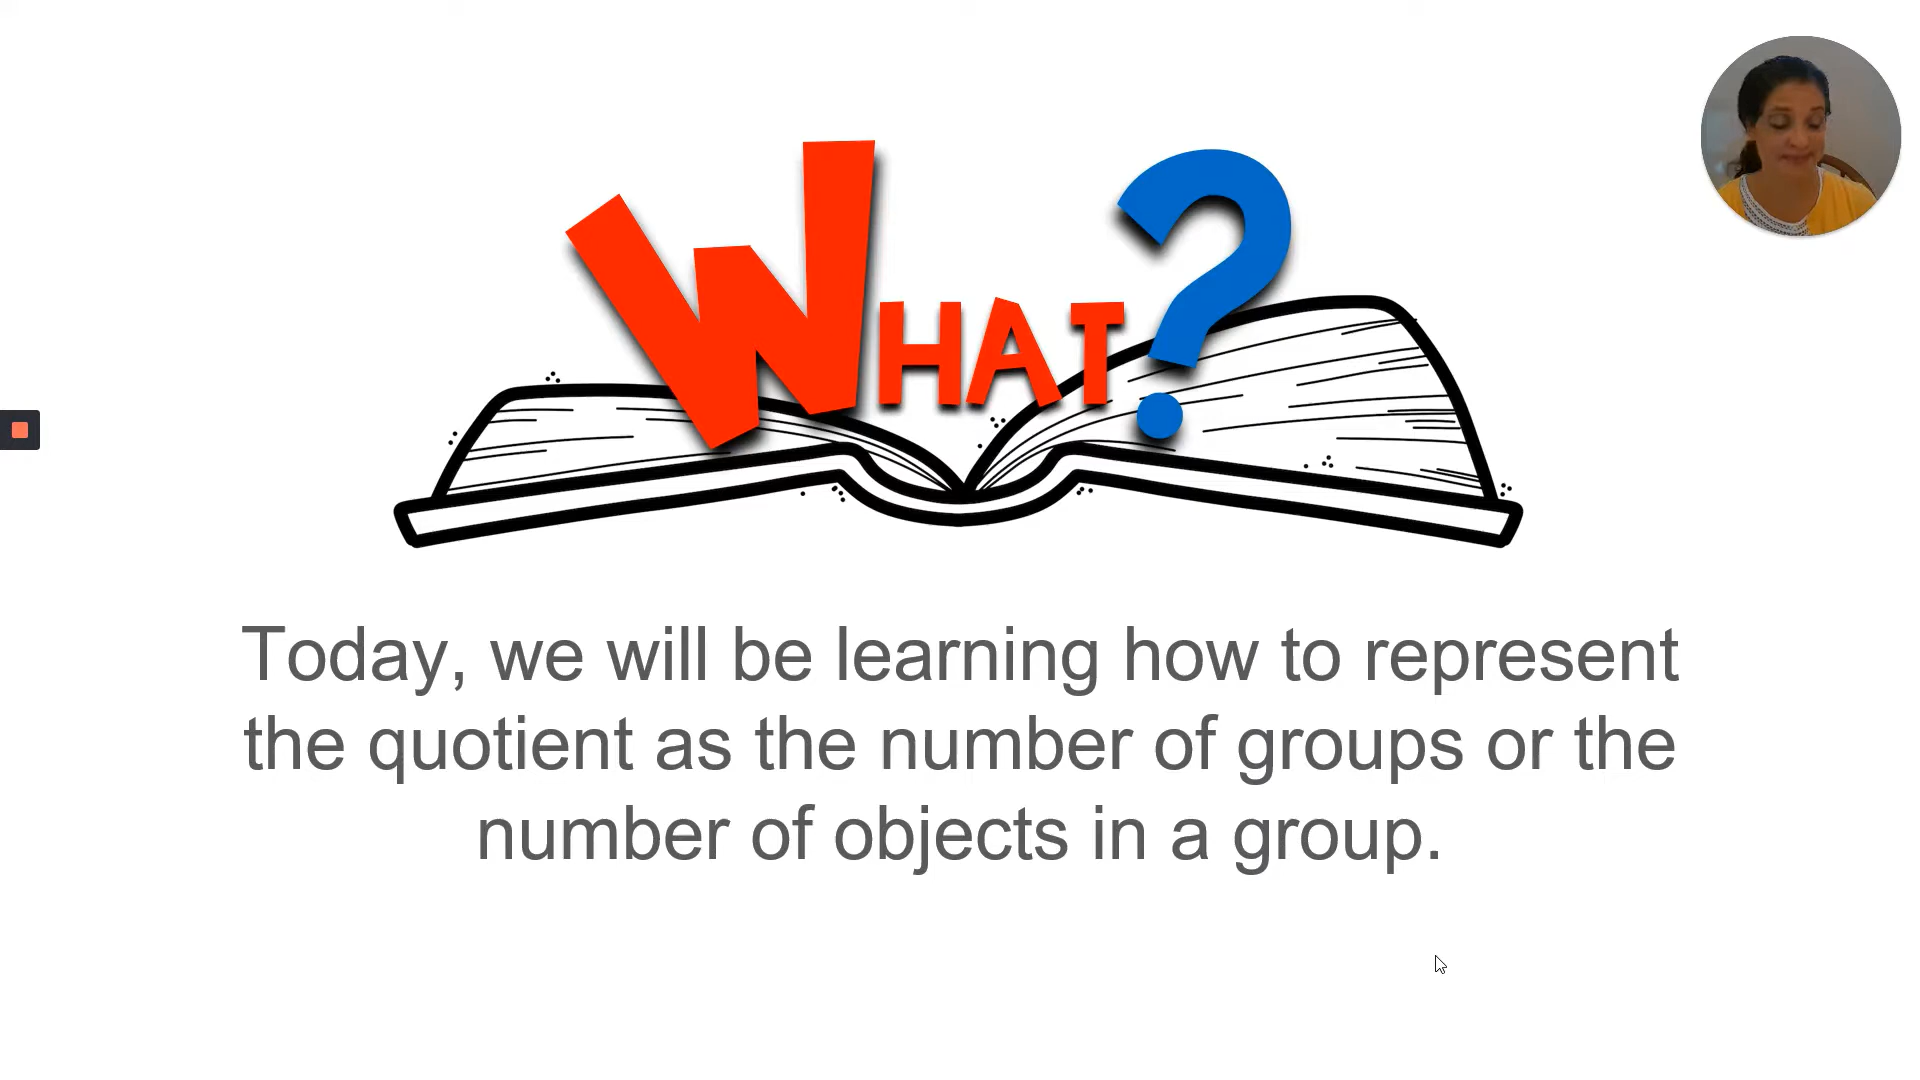 WHAT?
Today, we will be learning how to represent
the quotient as the number of groups or the
number of objects in a group.